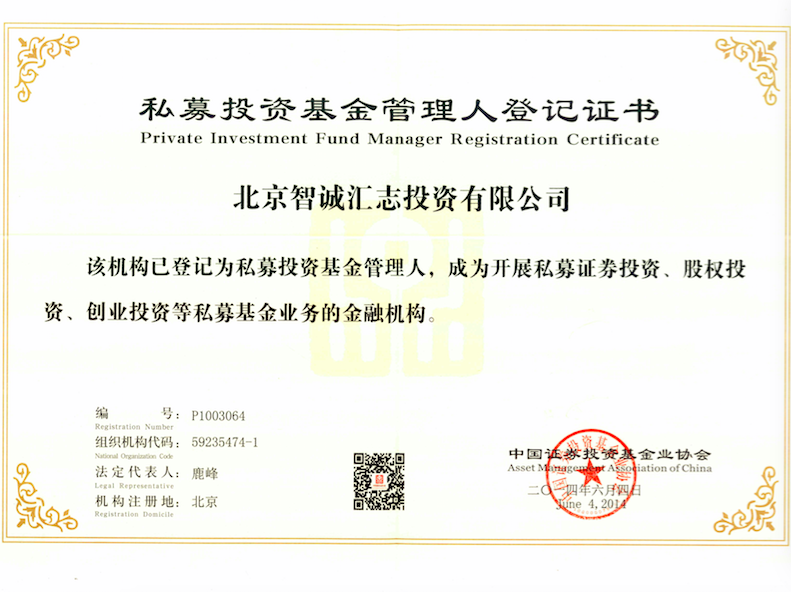 私募投资基金管理人登记证书
Private Investment Fund Manager Registration Certificate
北京智诚汇志投资有限公司
该机构已登记为私募投资基金管理人，成为开展私募证券投资、股权投
资、创业投资等私募基金业务的金融机构。
编 号： P1003064
Registration Number
组织机构代码： 59235474-1
National Organization Code
法定代表人： 鹿峰
Legal Representative
机构注册地： 北京
Registration Domicile
中国证券投资基金业协会
Asset Management Association of China
二〇一四年六月四日
June 4,2014